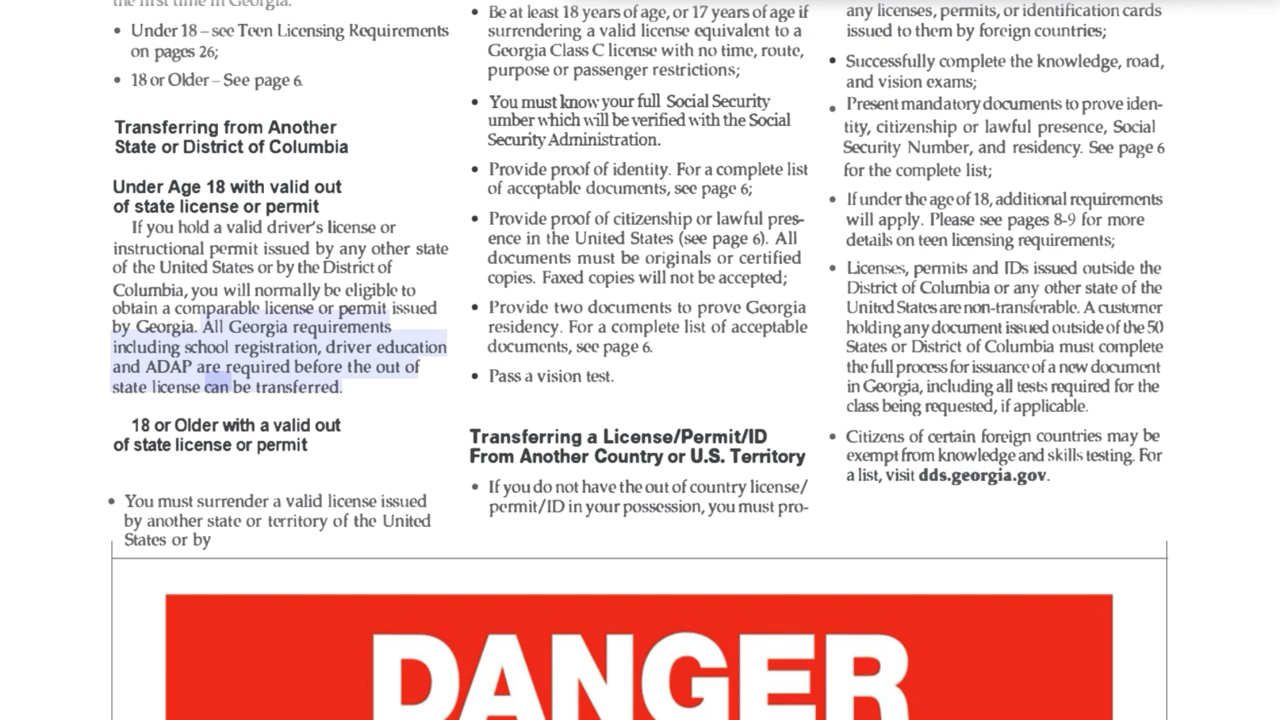 the first time in Georgia.
• Under 18 – see Teen Licensing Requirements
on pages 26;
• 18 or Older – See page 6.
Transferring from Another
State or District of Columbia
Under Age 18 with valid out
of state license or permit
If you hold a valid driver's license or
instructional permit issued by any other state
of the United States or by the District of
Columbia, you will normally be eligible to
obtain a comparable license or permit issued
by Georgia. All Georgia requirements
including school registration, driver education
and ADAP are required before the out of
state license can be transferred.
18 or Older with a valid out
of state license or permit
• You must surrender a valid license issued
by another state or territory of the United
States or by
• Be at least 18 years of age, or 17 years of age if
surrendering a valid license equivalent to a
Georgia Class C license with no time, route,
purpose or passenger restrictions;
• You must know your full Social Security
umber which will be verified with the Social
Security Administration.
• Provide proof of identity. For a complete list
of acceptable documents, see page 6;
• Provide proof of citizenship or lawful pres-
ence in the United States (see page 6). All
documents must be originals or certified
copies. Faxed copies will not be accepted;
• Provide two documents to prove Georgia
residency. For a complete list of acceptable
documents, see page 6.
• Pass a vision test.
Transferring a License/Permit/ID
From Another Country or U.S. Territory
• If you do not have the out of country license/
permit/ID in your possession, you must pro-
any licenses, permits, or identification cards
issued to them by foreign countries;
• Successfully complete the knowledge, road,
and vision exams;
• Present mandatory documents to prove iden-
tity, citizenship or lawful presence, Social
Security Number, and residency. See page 6
for the complete list;
• If under the age of 18, additional requirements
will apply. Please see pages 8-9 for more
details on teen licensing requirements;
• Licenses, permits and IDs issued outside the
District of Columbia or any other state of the
United States are non-transferable. A customer
holding any document issued outside of the 50
States or District of Columbia must complete
the full process for issuance of a new document
in Georgia, including all tests required for the
class being requested, if applicable.
• Citizens of certain foreign countries may be
exempt from knowledge and skills testing. For
a list, visit dds.georgia.gov.
DANGER